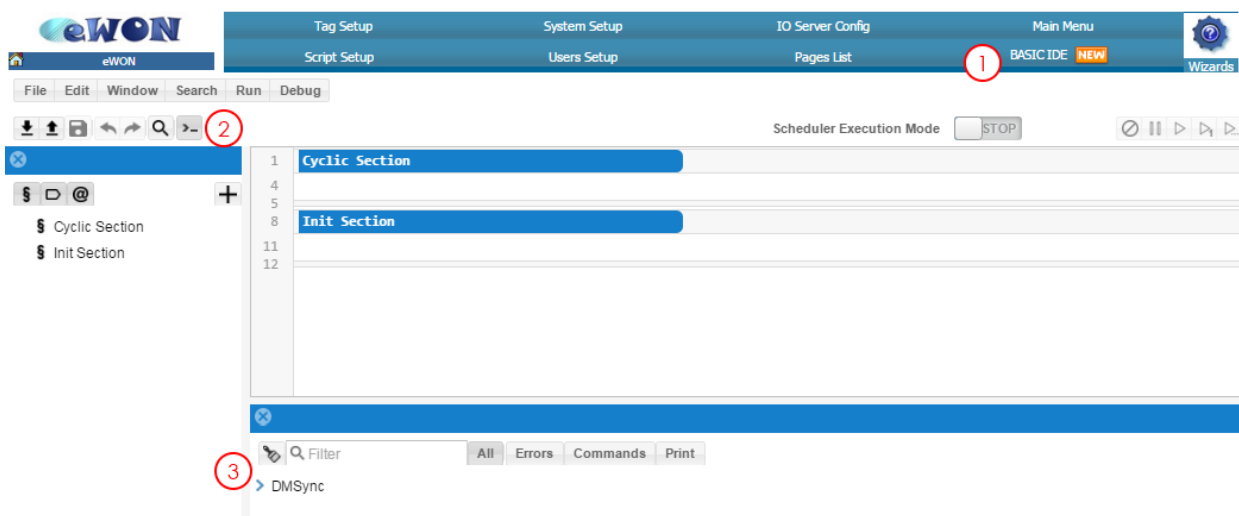 eWON
Tag Setup System Setup IO Server Config Main Menu
eWON Script Setup Users Setup Pages List 1 BASIC IDE NEW Wizards
File Edit Window Search Run Debug
>_ 2 Scheduler Execution Mode STOP
1 Cyclic Section
§ @ + 4
5
§ Cyclic Section 8 Init Section
§ Init Section 11
12
Filter All Errors Commands Print
3
> DMSync